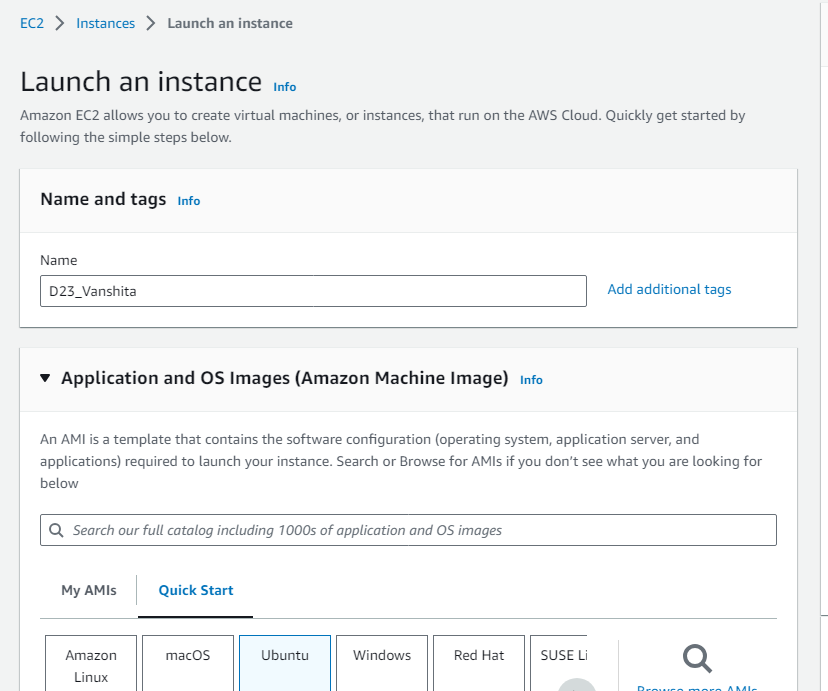 EC2 > Instances > Launch an instance
Launch an instance Info
Amazon EC2 allows you to create virtual machines, or instances, that run on the AWS Cloud. Quickly get started by
following the simple steps below.
Name and tags Info
Name
D23_Vanshita
Add additional tags
Application and OS Images (Amazon Machine Image) Info
An AMI is a template that contains the software configuration (operating system, application server, and
applications) required to launch your instance. Search or Browse for AMIs if you don’t see what you are looking for
below
Search our full catalog including 1000s of application and OS images
My AMIs
Quick Start
Amazon
Linux
macOS
Ubuntu
Windows
Red Hat
SUSE Li
Browse more AMIs